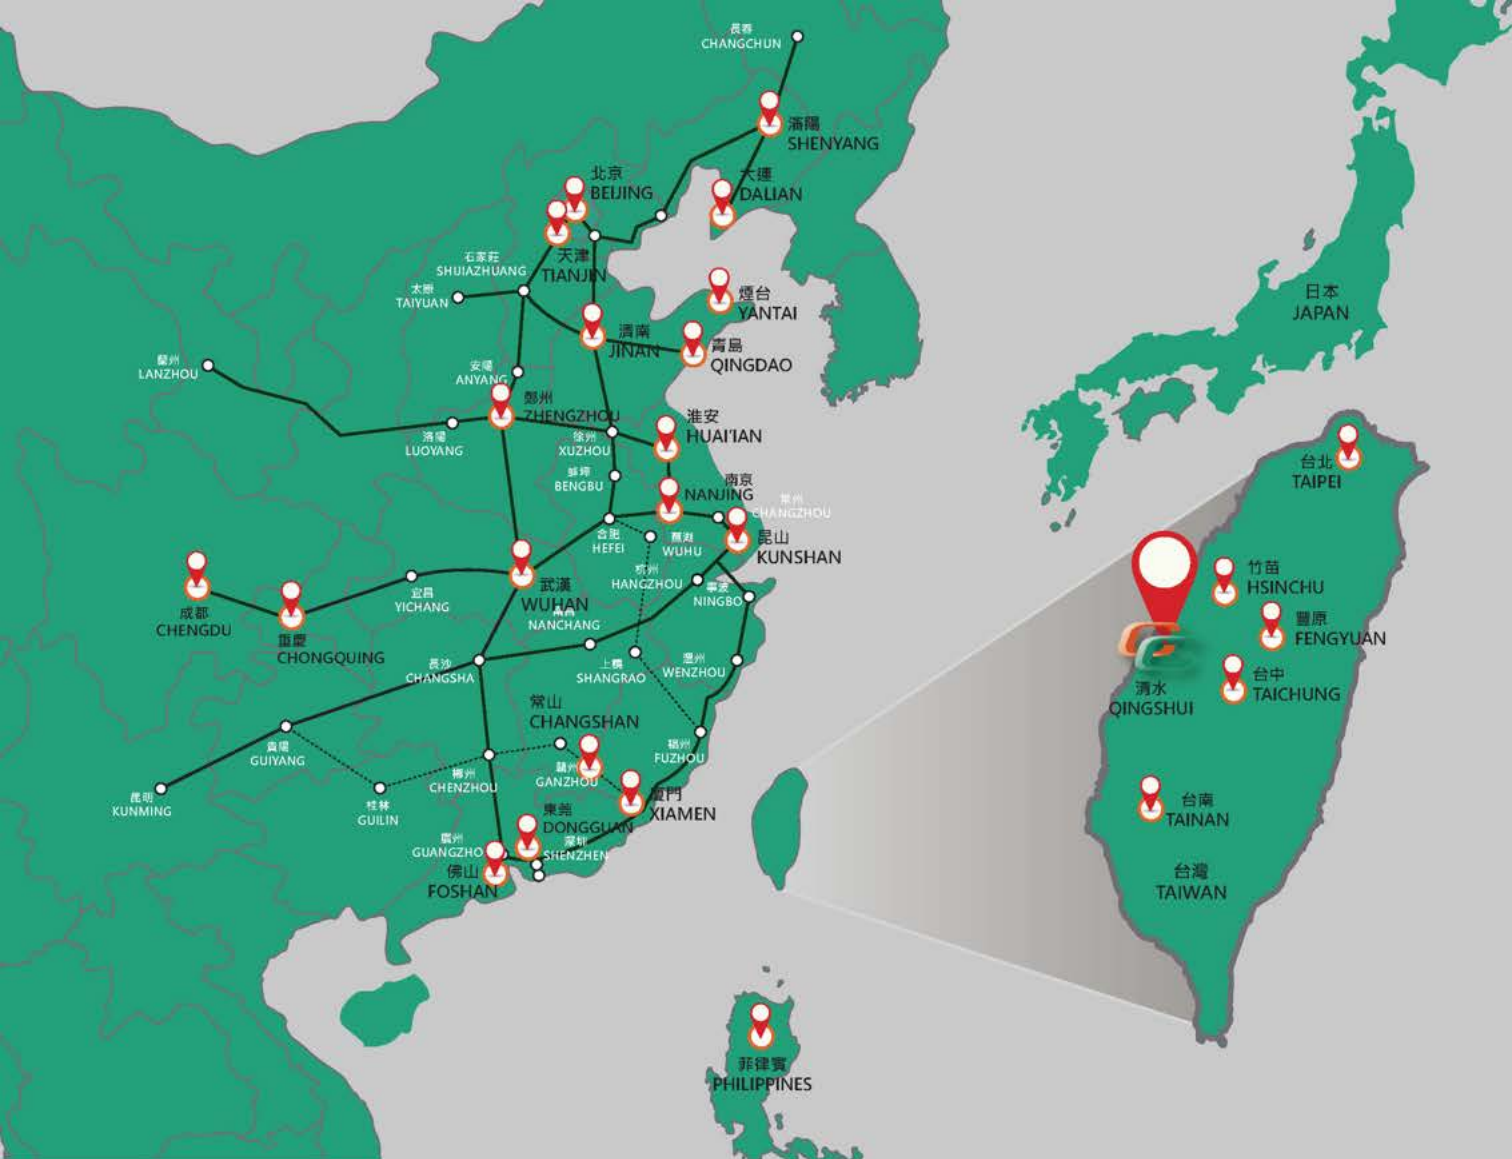 長春
CHANGCHUN
瀋陽
SHENYANG
北京
BEIJING
大連
DALIAN
天津
TIANJIN
石家莊
SHIJIAZHUANG
太原
TAIYUAN
煙台
YANTAI
濟南
JINAN
青島
QINGDAO
日本
JAPAN
蘭州
LANZHOU
安陽
ANYANG
鄭州
ZHENGZHOU
淮安
HUAI'IAN
洛陽
LUOYANG
徐州
XUZHOU
蚌埠
BENGBU
南京
NANJING
常州
CHANGZHOU
合肥
HEFEI
蕪湖
WUHU
昆山
KUNSHAN
杭州
HANGZHOU
寧波
NINGBO
武漢
WUHAN
宜昌
YICHANG
成都
CHENGDU
重慶
CHONGQUING
南昌
NANCHANG
長沙
CHANGSHA
上饒
SHANGRAO
溫州
WENZHOU
常山
CHANGSHAN
貴陽
GUIYANG
福州
FUZHOU
郴州
CHENZHOU
贛州
GANZHOU
昆明
KUNMING
桂林
GUILIN
廈門
XIAMEN
東莞
DONGGUAN
廣州
GUANGZHO
深圳
SHENZHEN
佛山
FOSHAN
台北
TAIPEI
竹苗
HSINCHU
豐原
FENGYUAN
台中
TAICHUNG
清水
QINGSHUI
台南
TAINAN
台灣
TAIWAN
菲律賓
PHILIPPINES